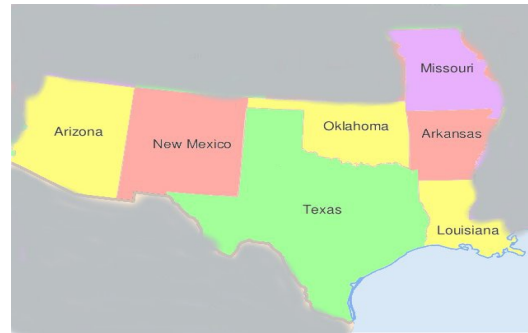 Missouri
Oklahoma
Arkansas
Arizona
New Mexico
Texas
Louisiana